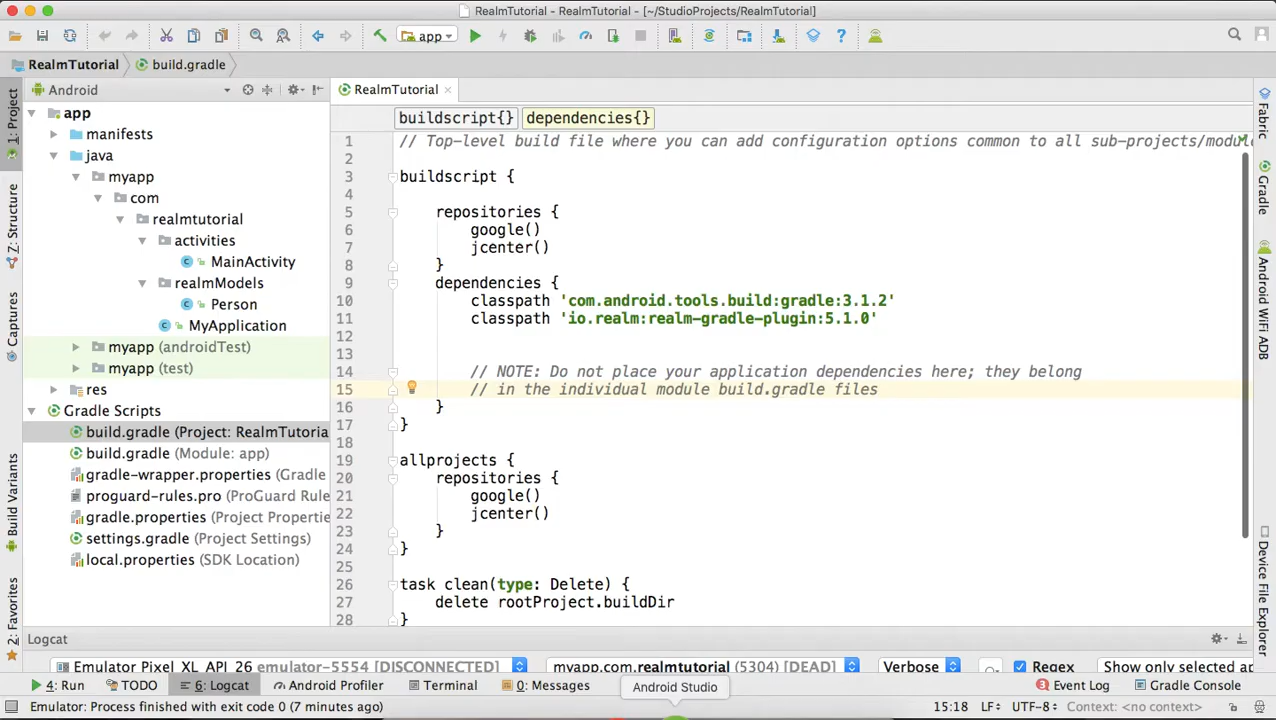 RealmTutorial - RealmTutorial - [~/StudioProjects/RealmTutorial]
app
RealmTutorial
build.gradle
Android
RealmTutorial
1: Project
Z: Structure
Captures
Build Variants
2: Favorites
app
manifests
java
myapp
com
realmtutorial
activities
MainActivity
realmModels
Person
MyApplication
myapp (androidTest)
myapp (test)
res
Gradle Scripts
build.gradle (Project: RealmTutoria
build.gradle (Module: app)
gradle-wrapper.properties (Gradle
proguard-rules.pro (ProGuard Rule
gradle.properties (Project Propertie
settings.gradle (Project Settings)
local.properties (SDK Location)
buildscript{}
dependencies{}
1 // Top-level build file where you can add configuration options common to all sub-projects/module
2
3 buildscript {
4
5 repositories {
6 google()
7 jcenter()
8 }
9 dependencies {
10 classpath 'com.android.tools.build:gradle:3.1.2'
11 classpath 'io.realm:realm-gradle-plugin:5.1.0'
12
13
14 // NOTE: Do not place your application dependencies here; they belong
15 // in the individual module build.gradle files
16 }
17 }
18
19 allprojects {
20 repositories {
21 google()
22 jcenter()
23 }
24 }
25
26 task clean(type: Delete) {
27 delete rootProject.buildDir
28 }
Fabric
Gradle
Android WiFi ADB
Device File Explorer
Logcat
Emulator Pixel_XL_API_26 emulator-5554 [DISCONNECTED]
myapp.com.realmtutorial (5304) [DEAD]
Verbose
Regex
Show only selected ap
4: Run
TODO
6: Logcat
Android Profiler
Terminal
0: Messages
Android Studio
3 Event Log
Gradle Console
Emulator: Process finished with exit code 0 (7 minutes ago)
15:18
LF
UTF-8
Context: <no context>